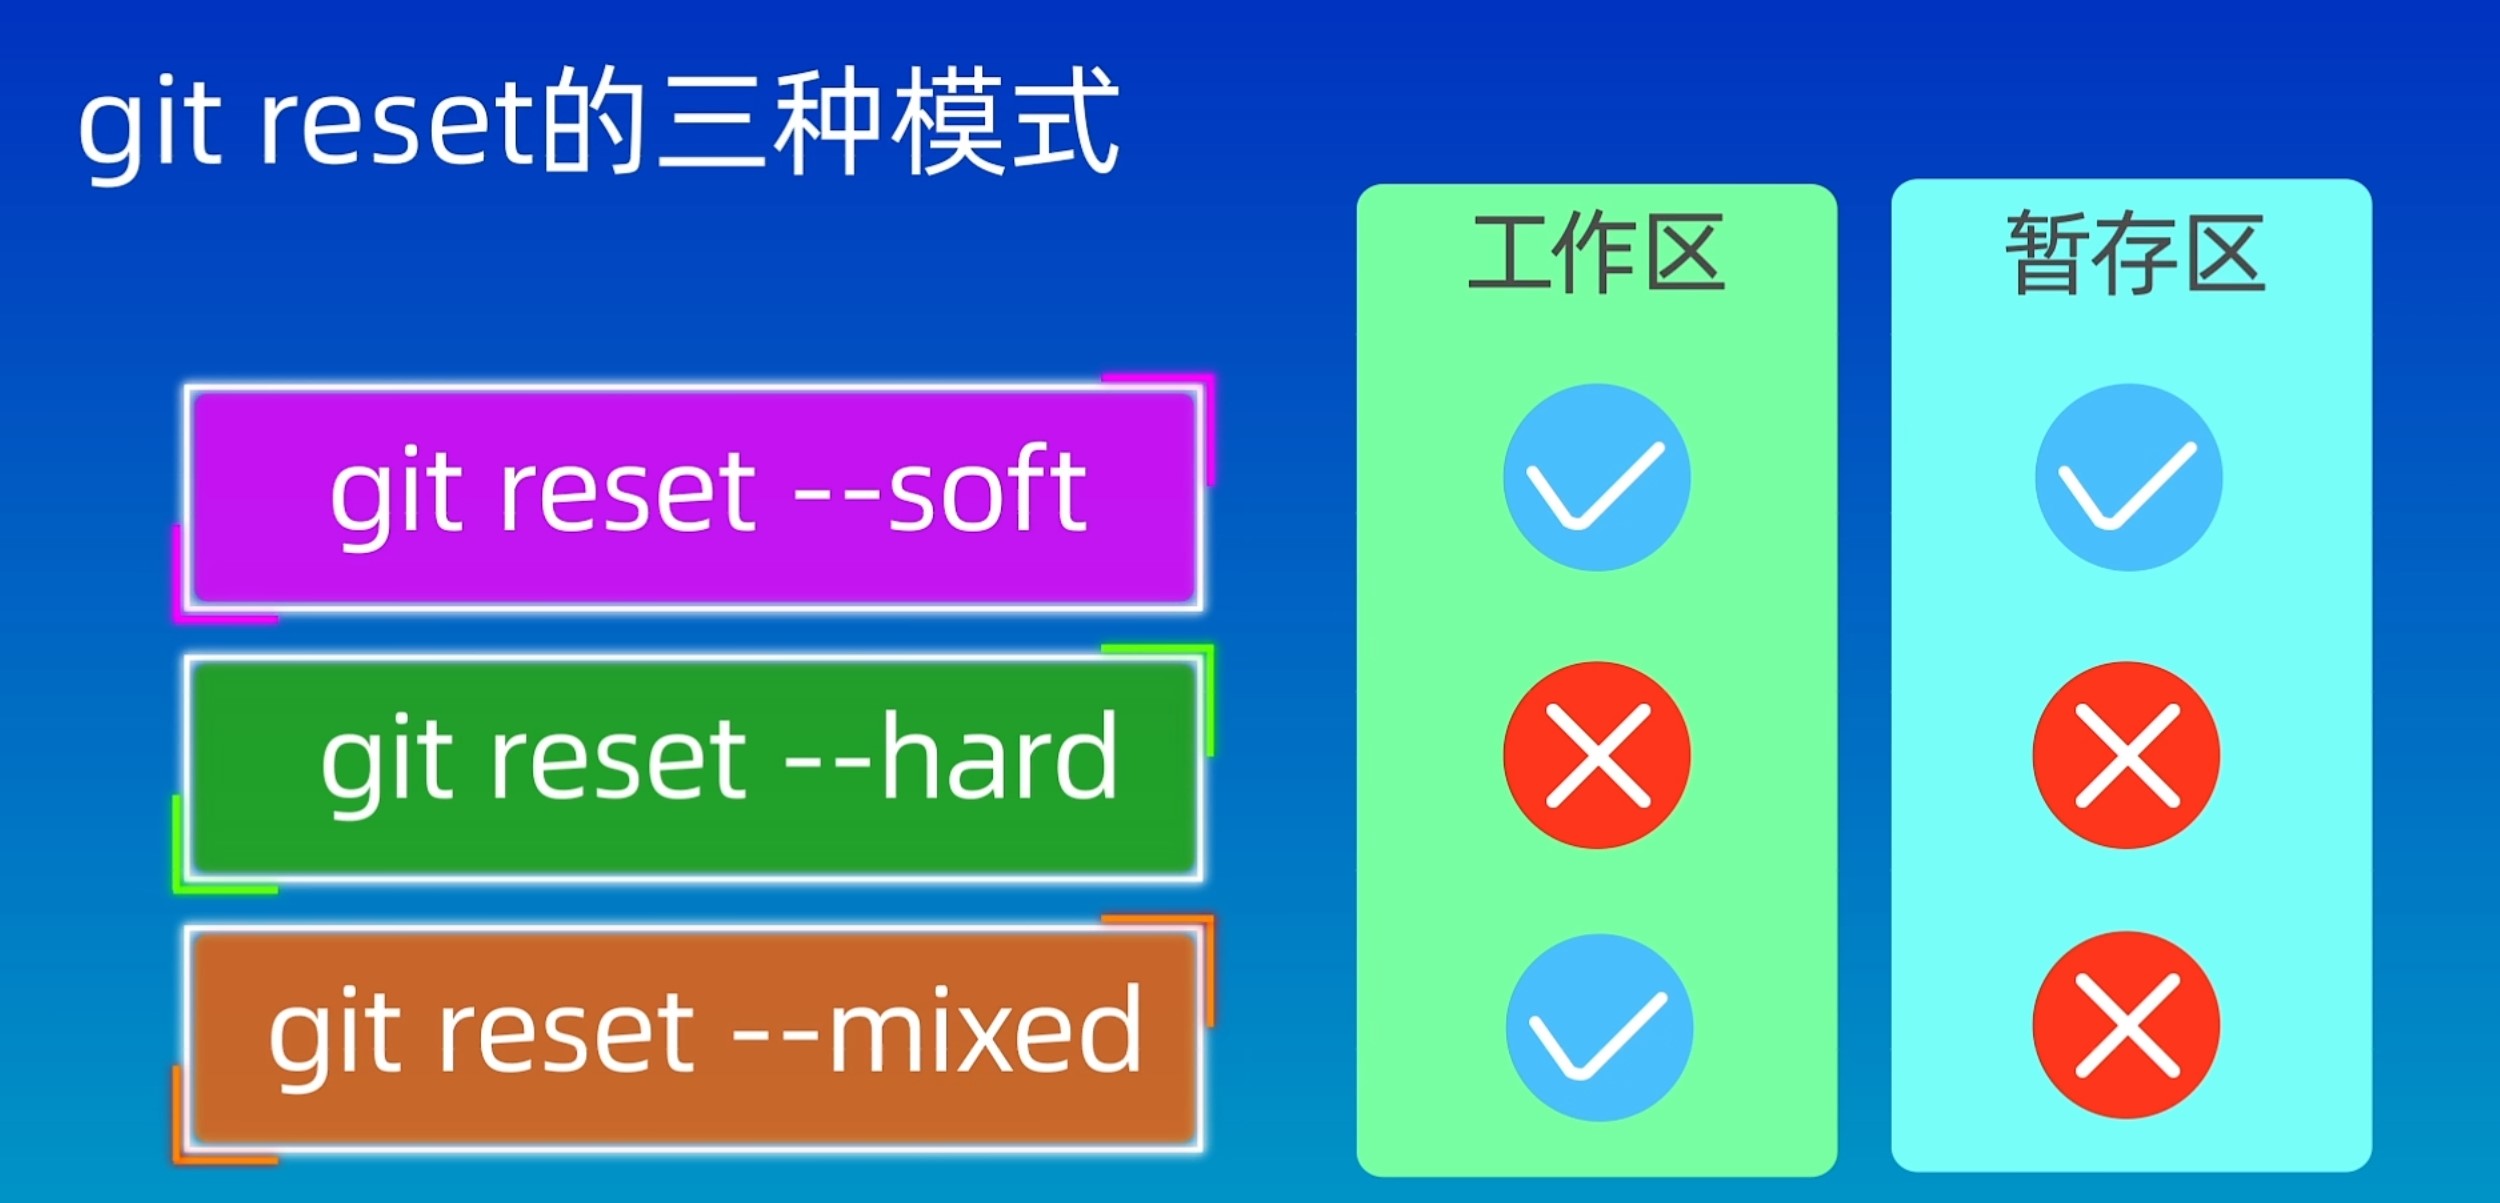 git reset的三种模式
工作区
暂存区
git reset --soft
git reset --hard
git reset --mixed